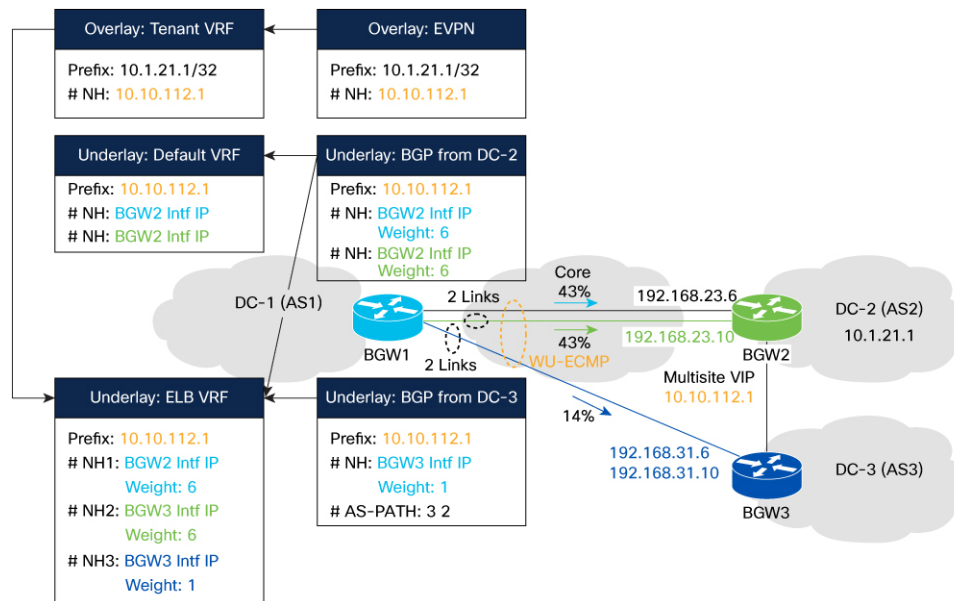 Overlay: Tenant VRF
Prefix: 10.1.21.1/32
# NH: 10.10.112.1
Overlay: EVPN
Prefix: 10.1.21.1/32
# NH: 10.10.112.1
Underlay: Default VRF
Prefix: 10.10.112.1
# NH: BGW2 Intf IP
# NH: BGW2 Intf IP
Underlay: BGP from DC-2
Prefix: 10.10.112.1
# NH: BGW2 Intf IP
Weight: 6
# NH: BGW2 Intf IP
Weight: 6
DC-1 (AS1)
BGW1
2 Links
2 Links
Core
43%
43%
WU-ECMP
14%
192.168.23.6
192.168.23.10
BGW2
DC-2 (AS2)
10.1.21.1
Multisite VIP
10.10.112.1
192.168.31.6
192.168.31.10
BGW3
DC-3 (AS3)
Underlay: ELB VRF
Prefix: 10.10.112.1
# NH1: BGW2 Intf IP
Weight: 6
# NH2: BGW3 Intf IP
Weight: 6
# NH3: BGW3 Intf IP
Weight: 1
Underlay: BGP from DC-3
Prefix: 10.10.112.1
# NH: BGW3 Intf IP
Weight: 1
# AS-PATH: 3 2